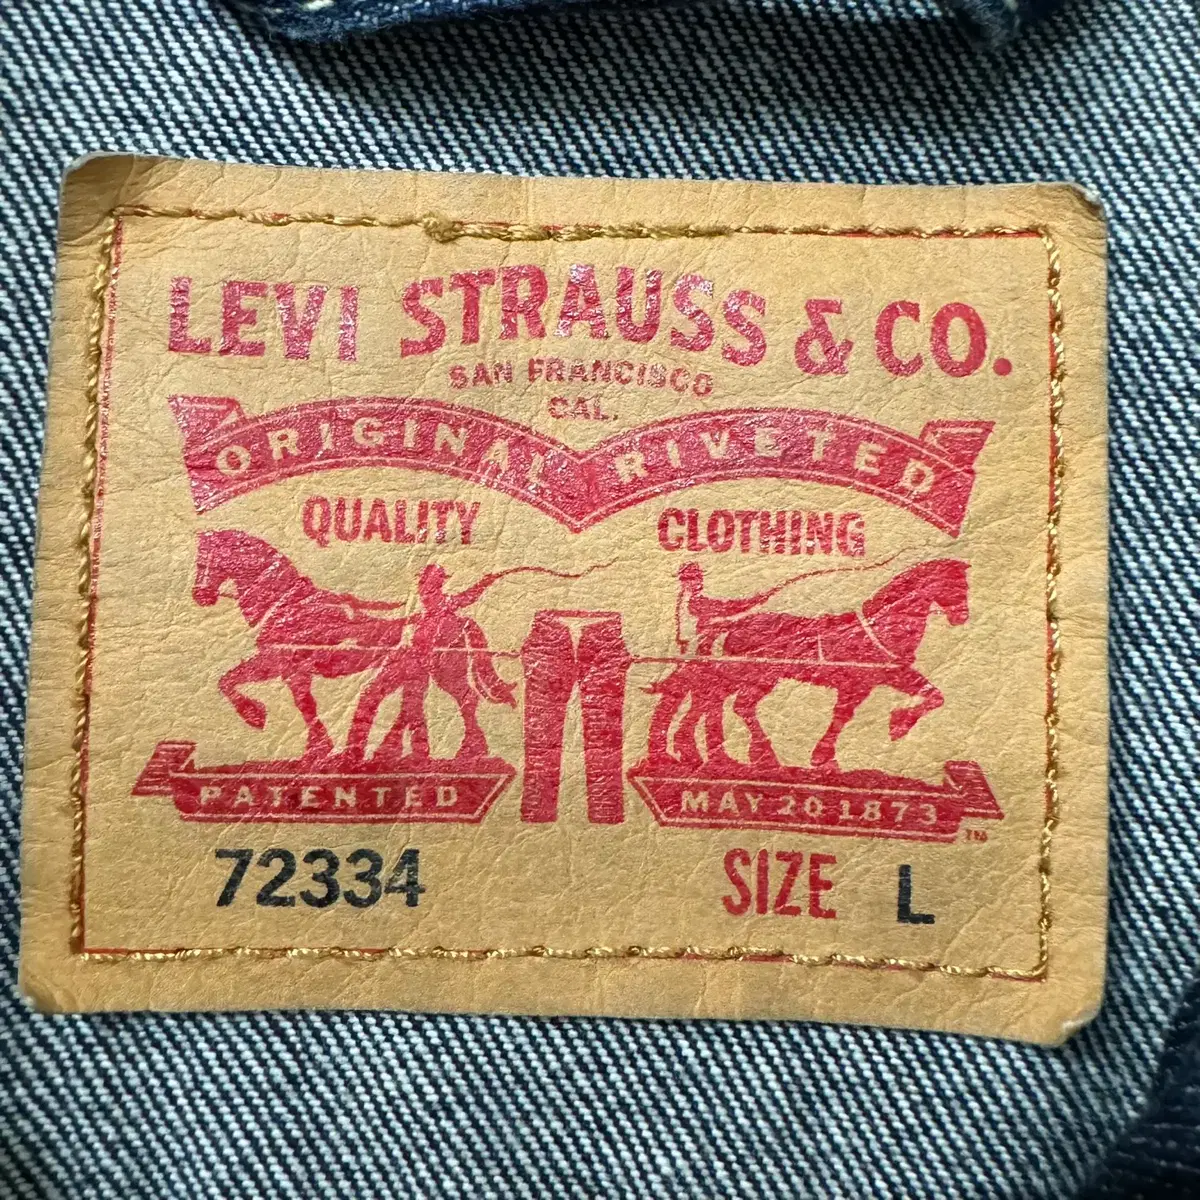 LEVI STRAUSS & CO.
SAN FRANCISCO
CAL.
ORIGINAL RIVETED
QUALITY CLOTHING
PATENTED MAY 20 1873 ™
72334 SIZE L